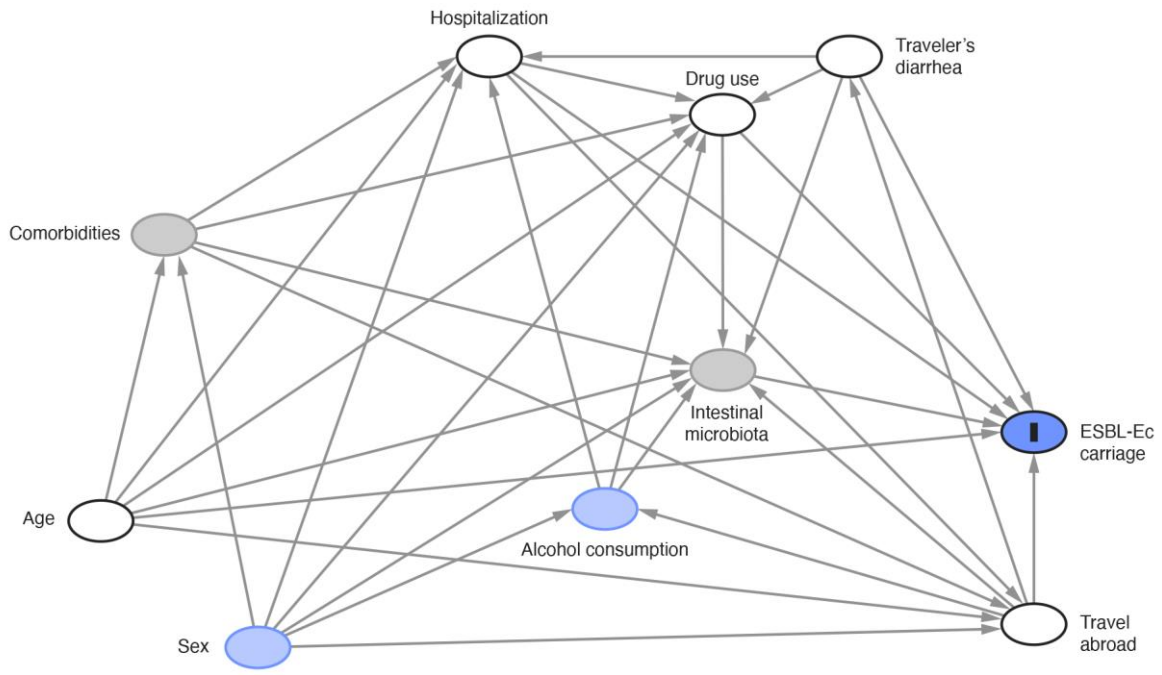 Hospitalization
Traveler's
diarrhea
Drug use
Comorbidities
Intestinal
microbiota
ESBL-Ec
carriage
Age
Alcohol consumption
Sex
Travel
abroad